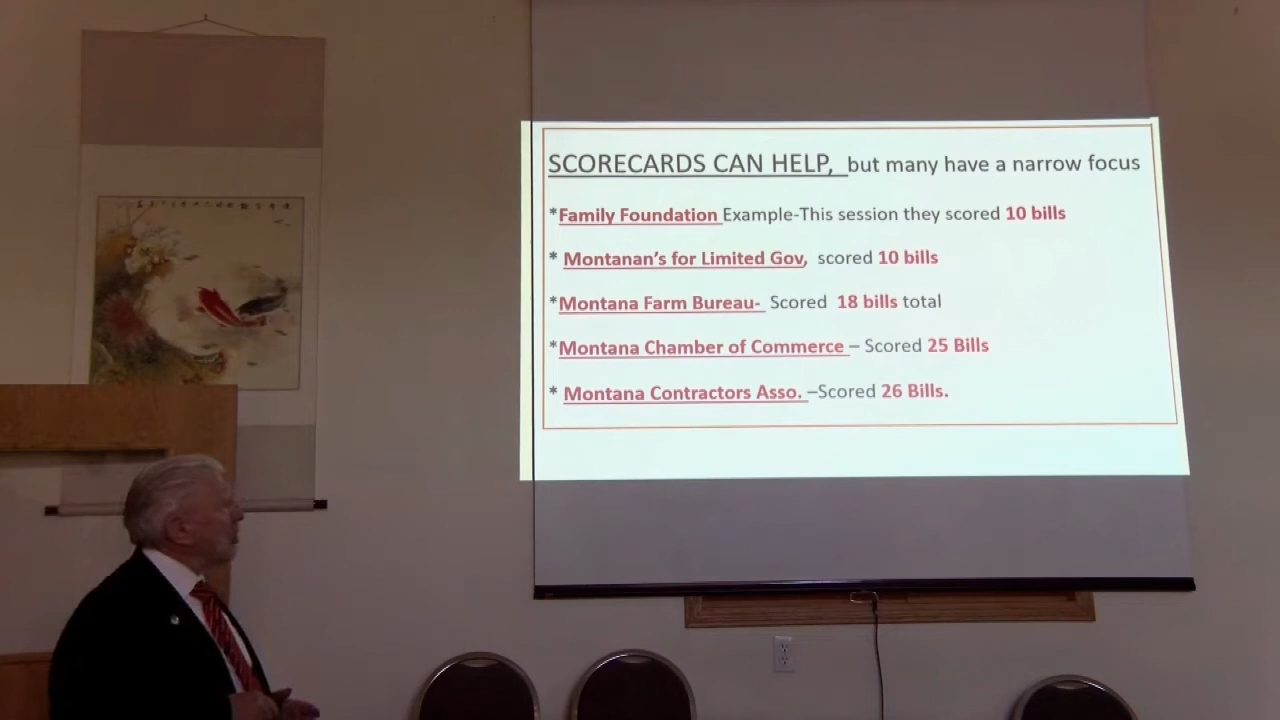 SCORECARDS CAN HELP, but many have a narrow focus
*Family Foundation Example-This session they scored 10 bills
* Montanan's for Limited Gov, scored 10 bills
*Montana Farm Bureau- Scored 18 bills total
*Montana Chamber of Commerce – Scored 25 Bills
* Montana Contractors Asso. –Scored 26 Bills.